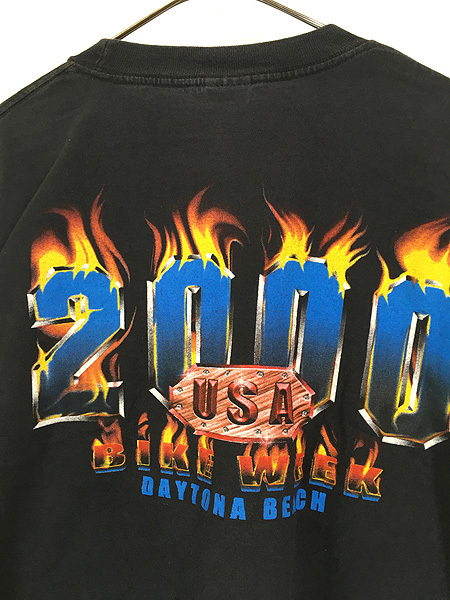 2000
USA
BIKE WEEK
DAYTONA BEACH